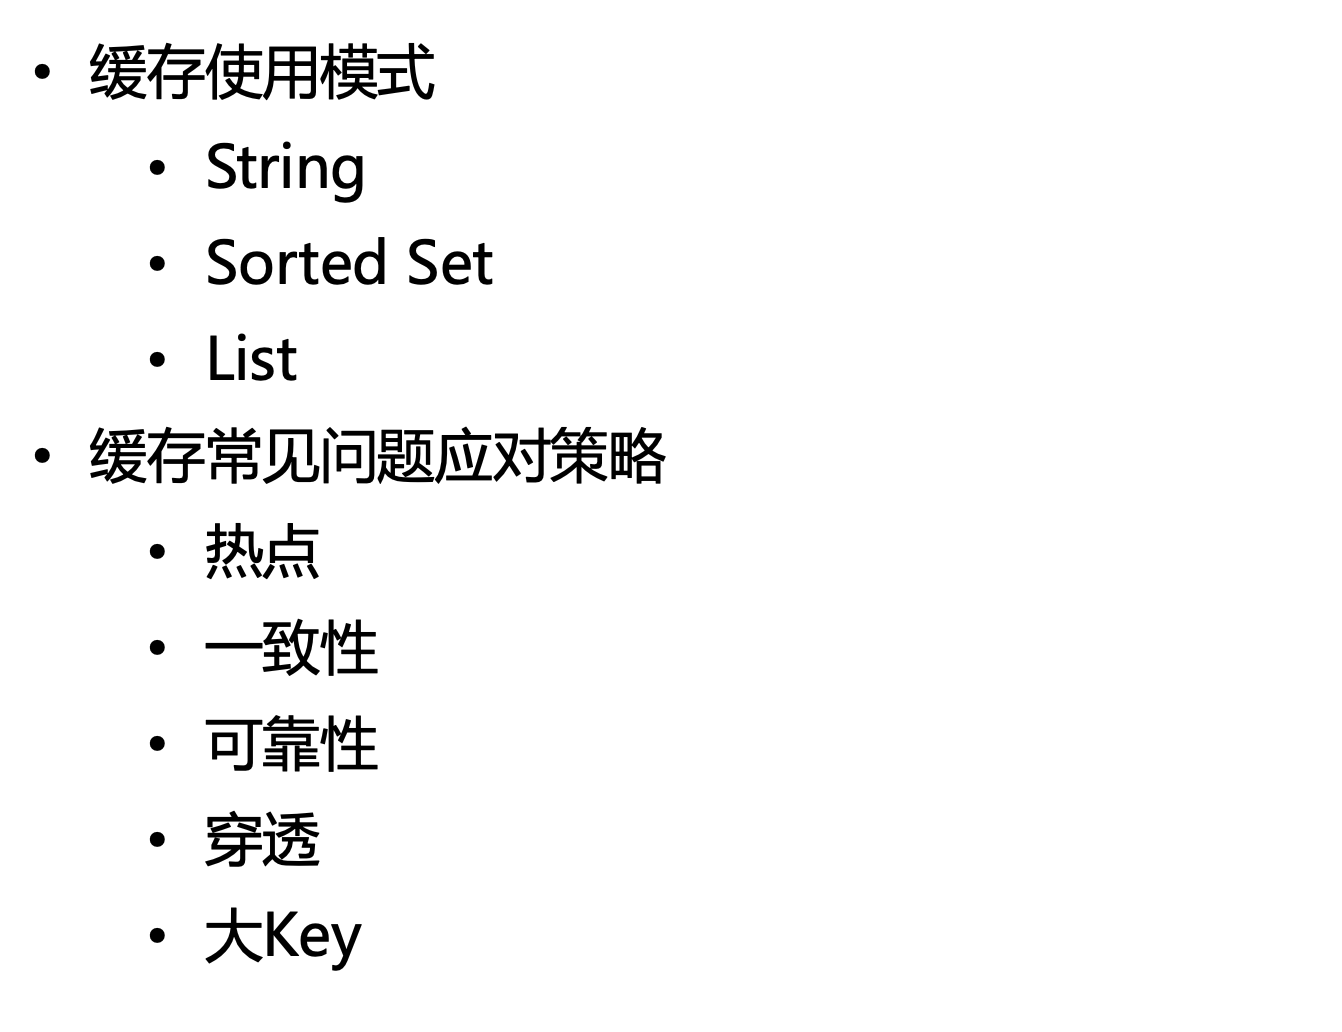 • 缓存使用模式
• String
• Sorted Set
• List
• 缓存常见问题应对策略
• 热点
• 一致性
• 可靠性
• 穿透
• 大Key